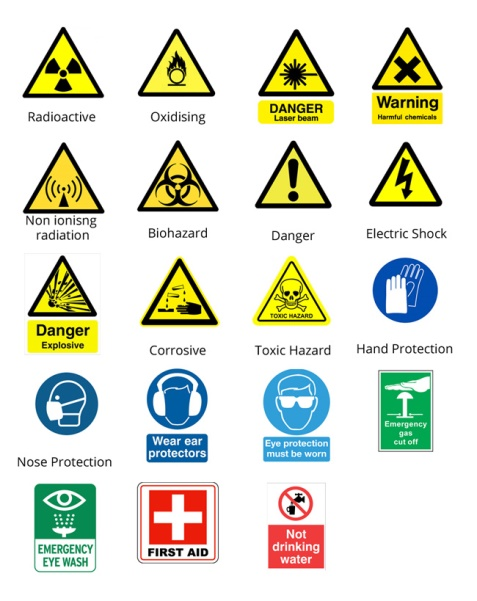 Radioactive
Oxidising
DANGER
Laser beam
Warning
Harmful chemicals
Non ionisng
radiation
Biohazard
Danger
Electric Shock
Danger
Explosive
Corrosive
TOXIC HAZARD
Toxic Hazard
Hand Protection
Nose Protection
Wear ear
protectors
Eye protection
must be worn
Emergency
gas
cut off
EMERGENCY
EYE WASH
FIRST AID
Not
drinking
water